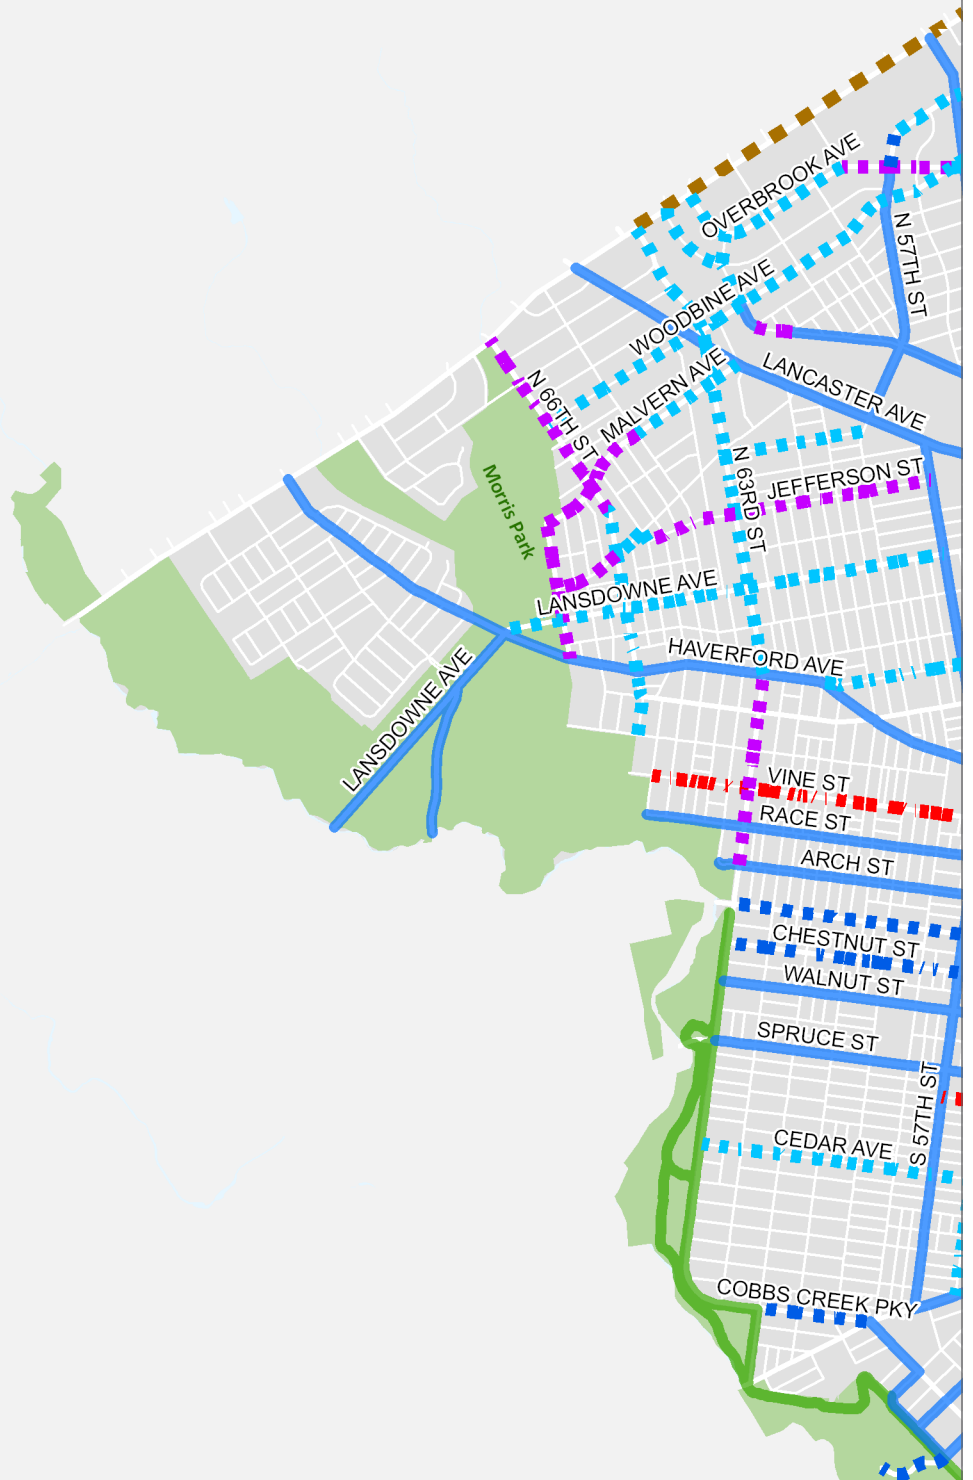 OVERBROOK AVE
N 57TH ST
WOODBINE AVE
MALVERN AVE
LANCASTER AVE
N 66TH ST
JEFFERSON ST
N 63RD ST
Morris Park
LANSDOWNE AVE
HAVERFORD AVE
LANSDOWNE AVE
VINE ST
RACE ST
ARCH ST
CHESTNUT ST
WALNUT ST
SPRUCE ST
S 57TH ST
CEDAR AVE
COBBS CREEK PKY